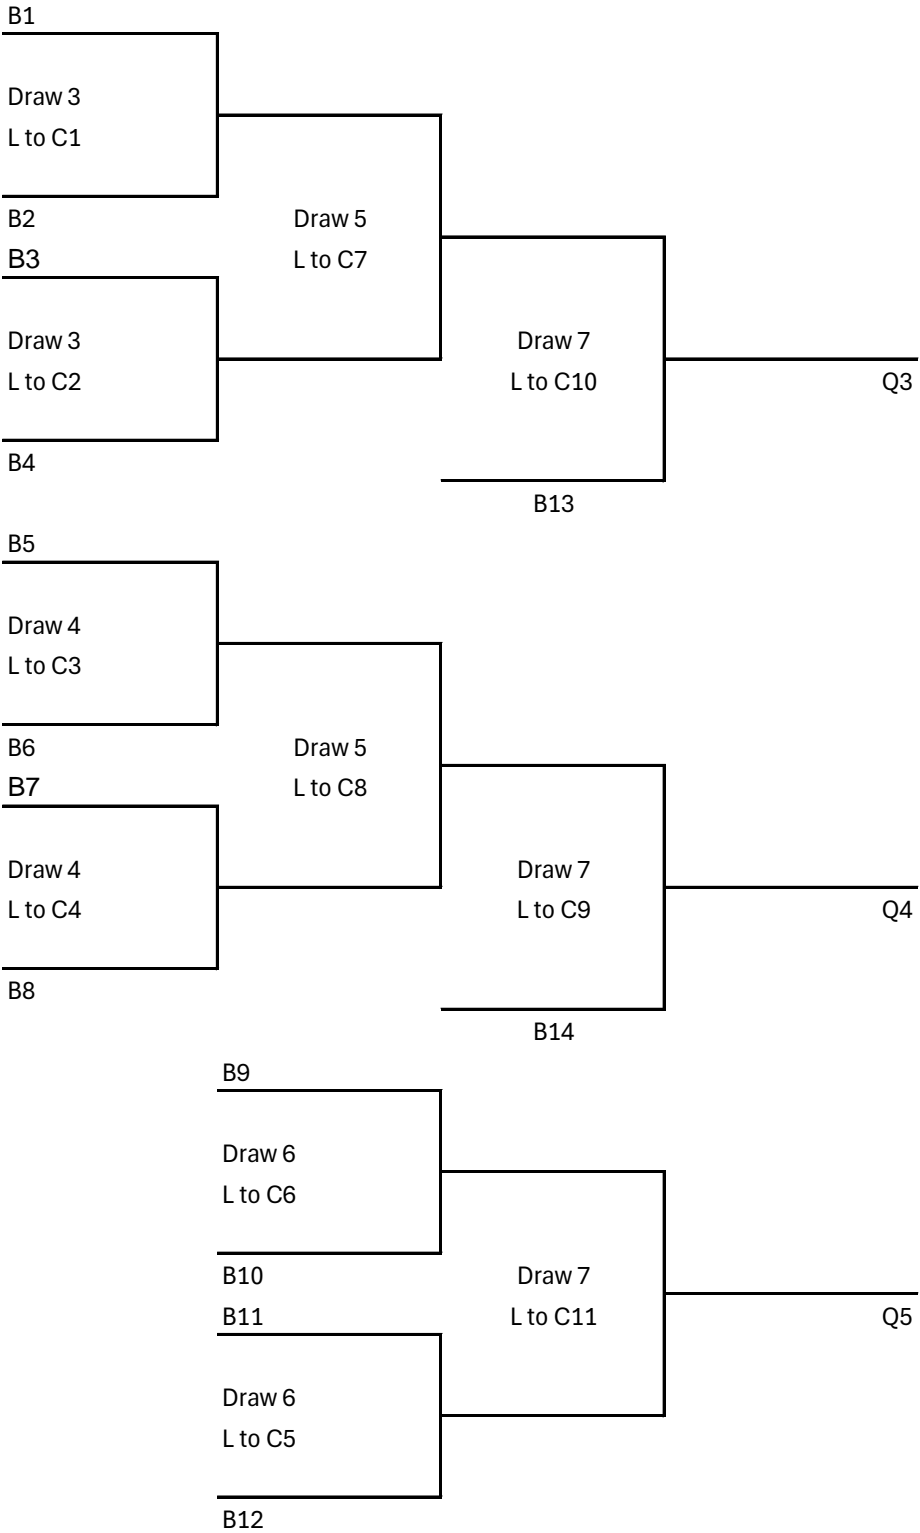 B1
Draw 3
L to C1
B2
Draw 5
B3
L to C7
Draw 3
Draw 7
L to C2
L to C10
Q3
B4
B13
B5
Draw 4
L to C3
B6
Draw 5
B7
L to C8
Draw 4
Draw 7
L to C4
L to C9
Q4
B8
B14
B9
Draw 6
L to C6
B10
Draw 7
B11
L to C11
Q5
Draw 6
L to C5
B12